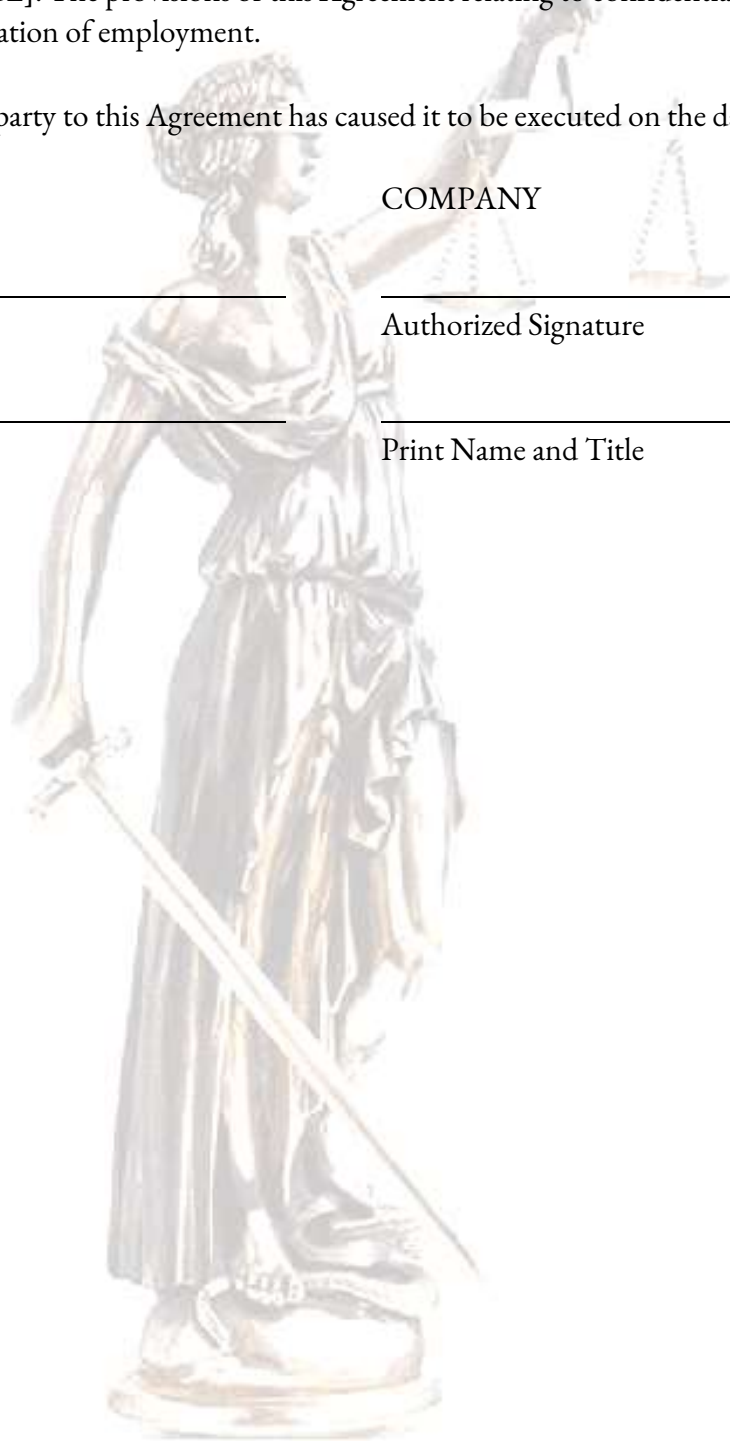 The provisions of this Agreement relating to
ation of employment.
party to this Agreement has caused it to be executed on the
COMPANY
Authorized Signature
Print Name and Title